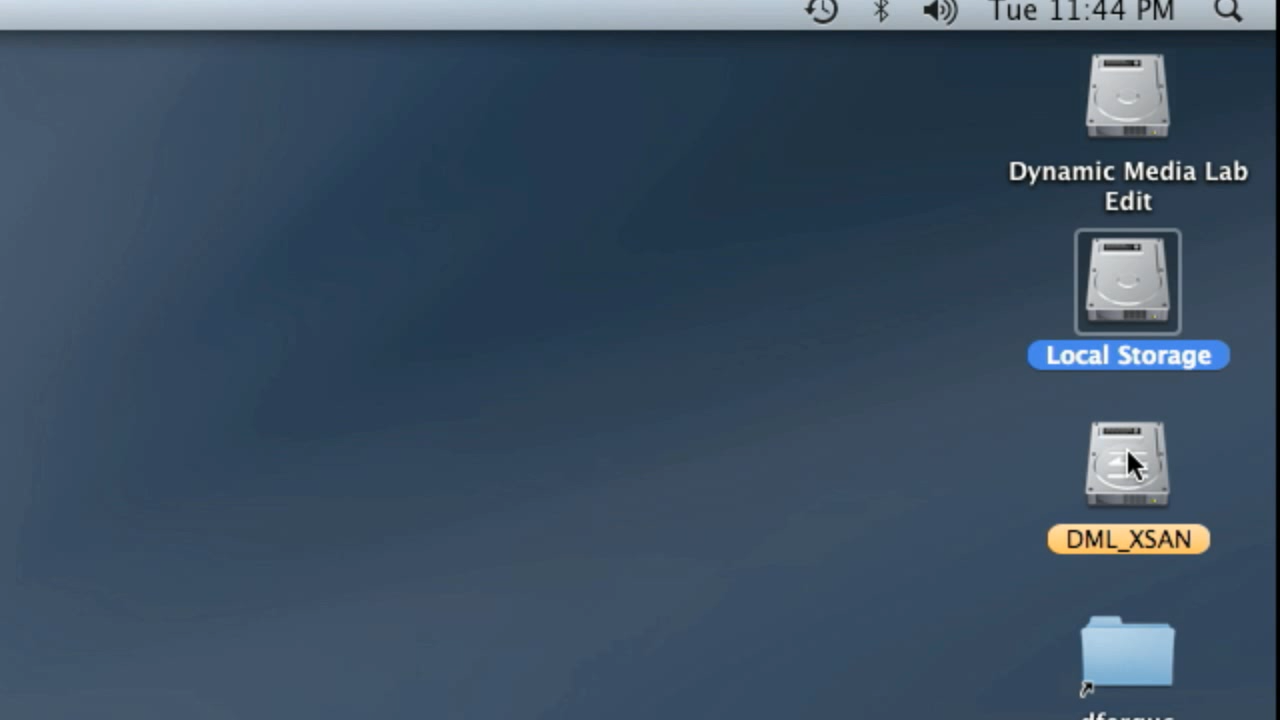 Tue 11:44 PM
Dynamic Media Lab
Edit
Local Storage
DML_XSAN